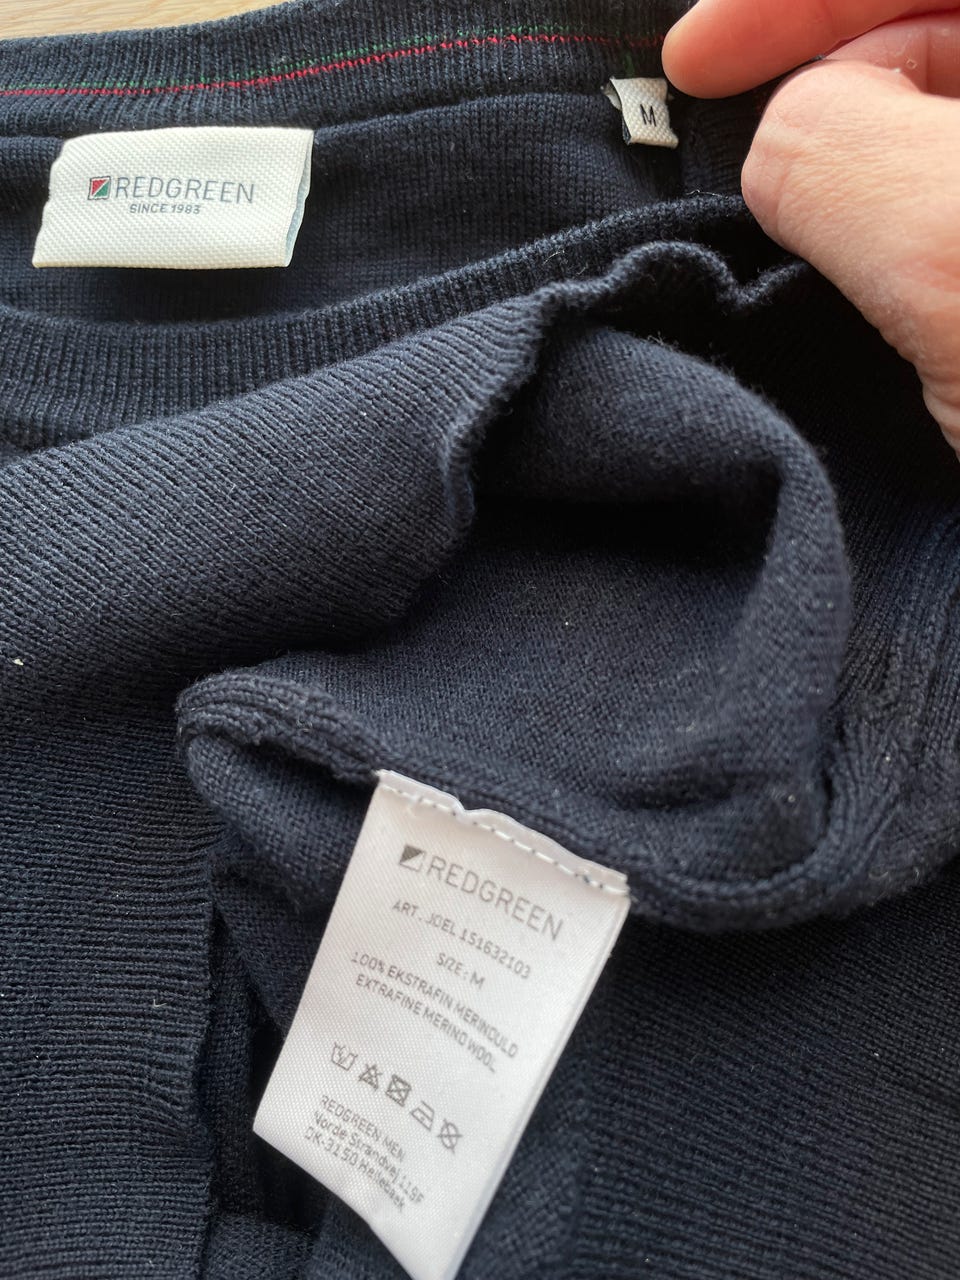 REDGREEN
SINCE 1983
M
REDGREEN
ART. JOEL 151632103
SIZE: M
100% EKSTRAFIN MERINOULD
EXTRAFINE MERINO WOOL
REDGREEN MEN
Norde Strandvej 119F
DK-3150 Hellebæk